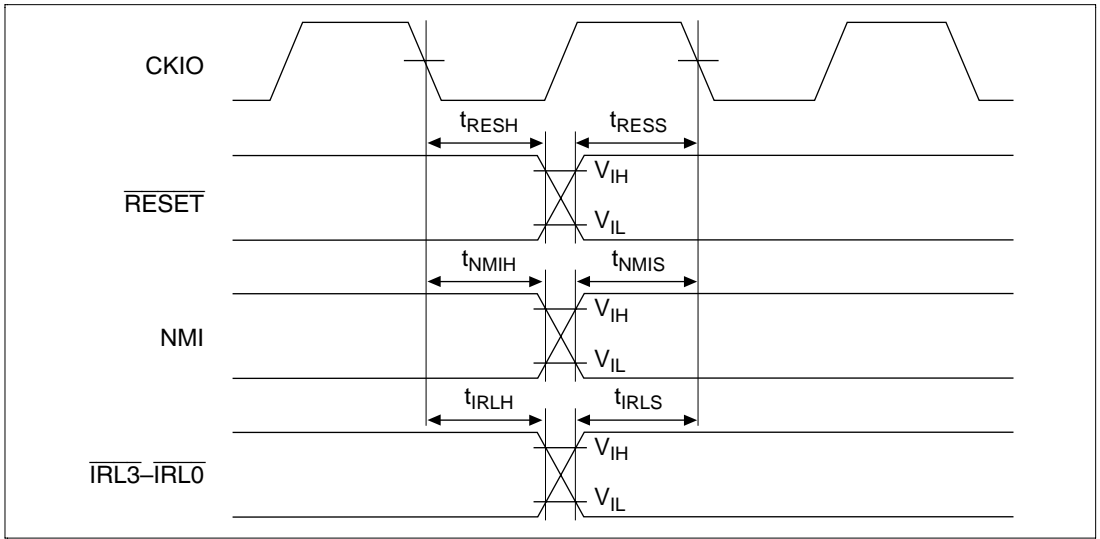 CKIO
tRESH tRESS
RESET
VIH
VIL
tNMIH tNMIS
NMI
VIH
VIL
tIRLH tIRLS
IRL3–IRL0
VIH
VIL